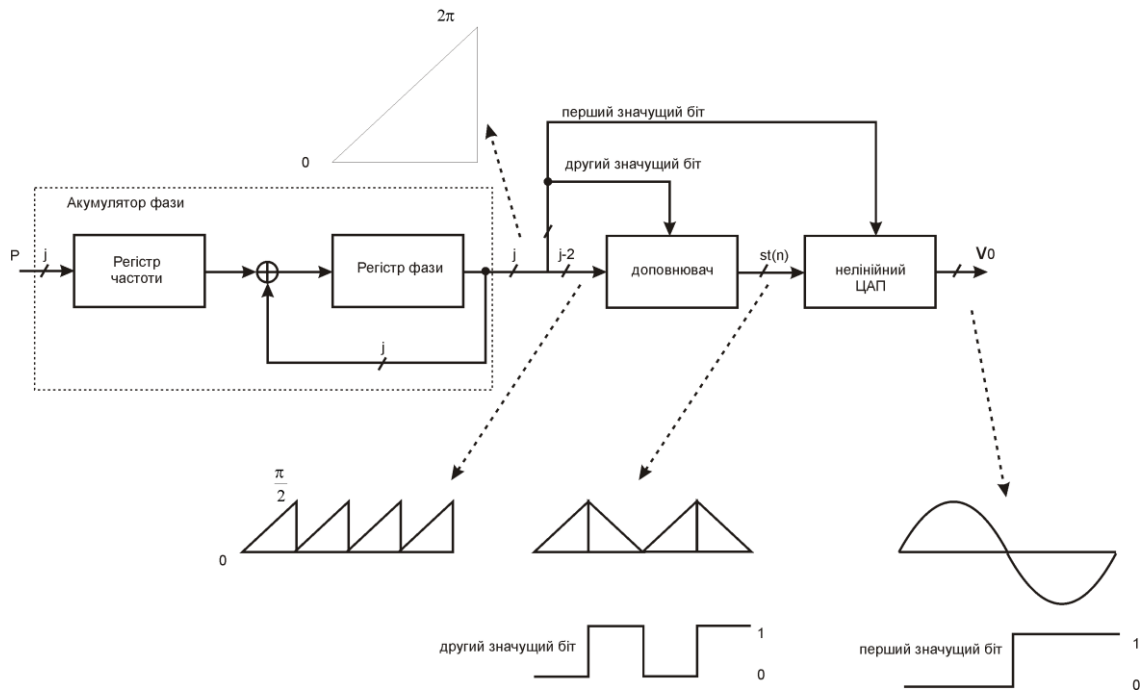 2π
0
перший значущий біт
другий значущий біт
Акумулятор фази
P
j
Регістр
частоти
Регістр фази
j
j-2
доповнювач
st(n)
нелінійний
ЦАП
V0
j
π
2
0
другий значущий біт
1
0
перший значущий біт
1
0